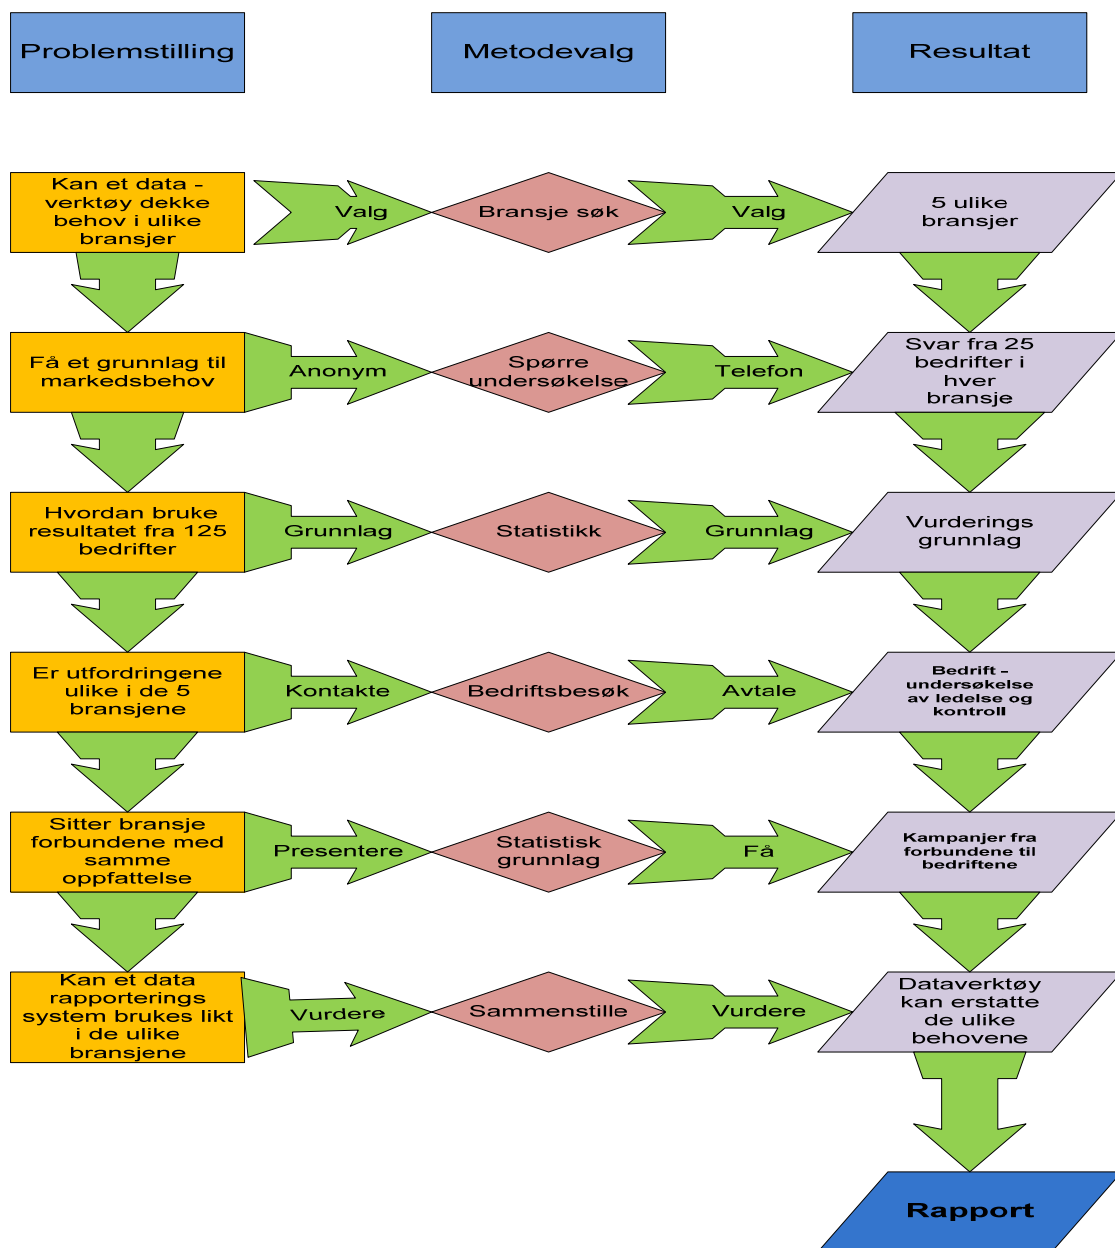 Problemstilling
Metodevalg
Resultat
Kan et data -
verktøy dekke
behov i ulike
bransjer
Valg
Bransje søk
Valg
5 ulike
bransjer
Få et grunnlag til
markedsbehov
Anonym
Spørre
undersøkelse
Telefon
Svar fra 25
bedrifter i
hver
bransje
Hvordan bruke
resultatet fra 125
bedrifter
Grunnlag
Statistikk
Grunnlag
Vurderings
grunnlag
Er utfordringene
ulike i de 5
bransjene
Kontakte
Bedriftsbesøk
Avtale
Bedrift –
undersøkelse
av ledelse og
kontroll
Sitter bransje
forbundene med
samme
oppfattelse
Presentere
Statistisk
grunnlag
Få
Kampanjer fra
forbundene til
bedriftene
Kan et data
rapporterings
system brukes likt
i de ulike
bransjene
Vurdere
Sammenstille
Vurdere
Dataverktøy
kan erstatte
de ulike
behovene
Rapport